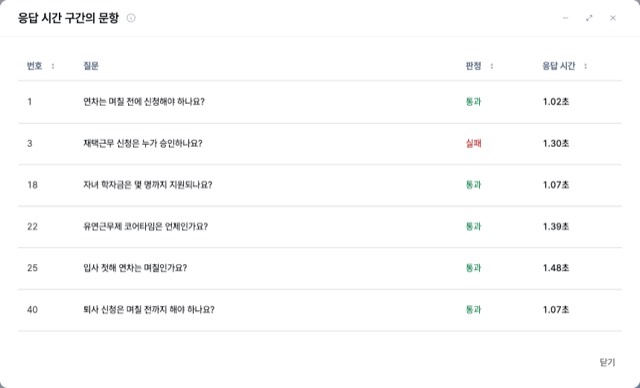 응답 시간 구간의 문항
번호 질문 판정 응답 시간
1 연차는 며칠 전에 신청해야 하나요? 통과 1.02초
3 재택근무 신청은 누가 승인하나요? 실패 1.30초
18 자녀 학자금은 몇 명까지 지원되나요? 통과 1.07초
22 유연근무제 코어타임은 언제인가요? 통과 1.39초
25 입사 첫해 연차는 며칠인가요? 통과 1.48초
40 퇴사 신청은 며칠 전까지 해야 하나요? 통과 1.07초
닫기